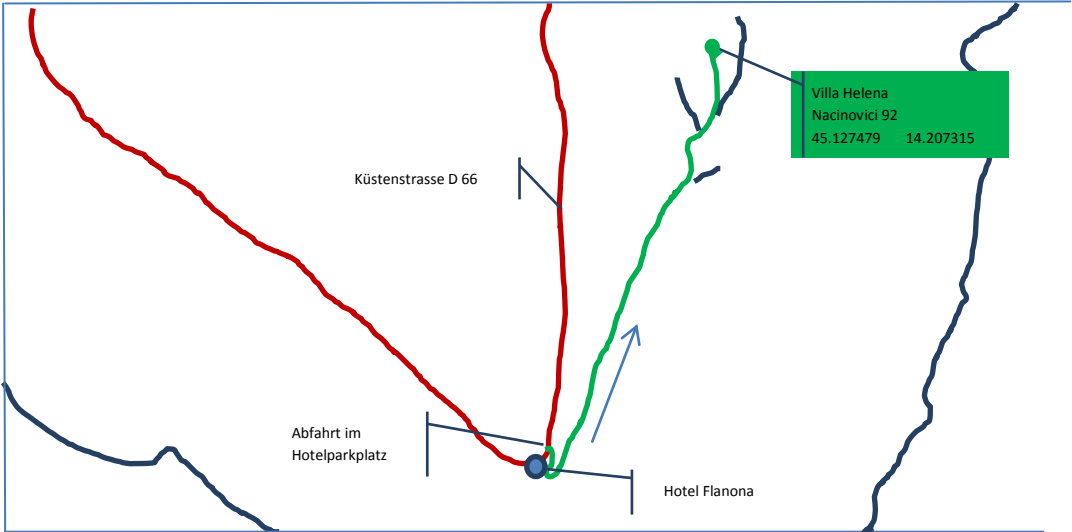 Villa Helena
Nacinovici 92
45.127479 14.207315
Küstenstrasse D 66
Abfahrt im
Hotelparkplatz
Hotel Flanona